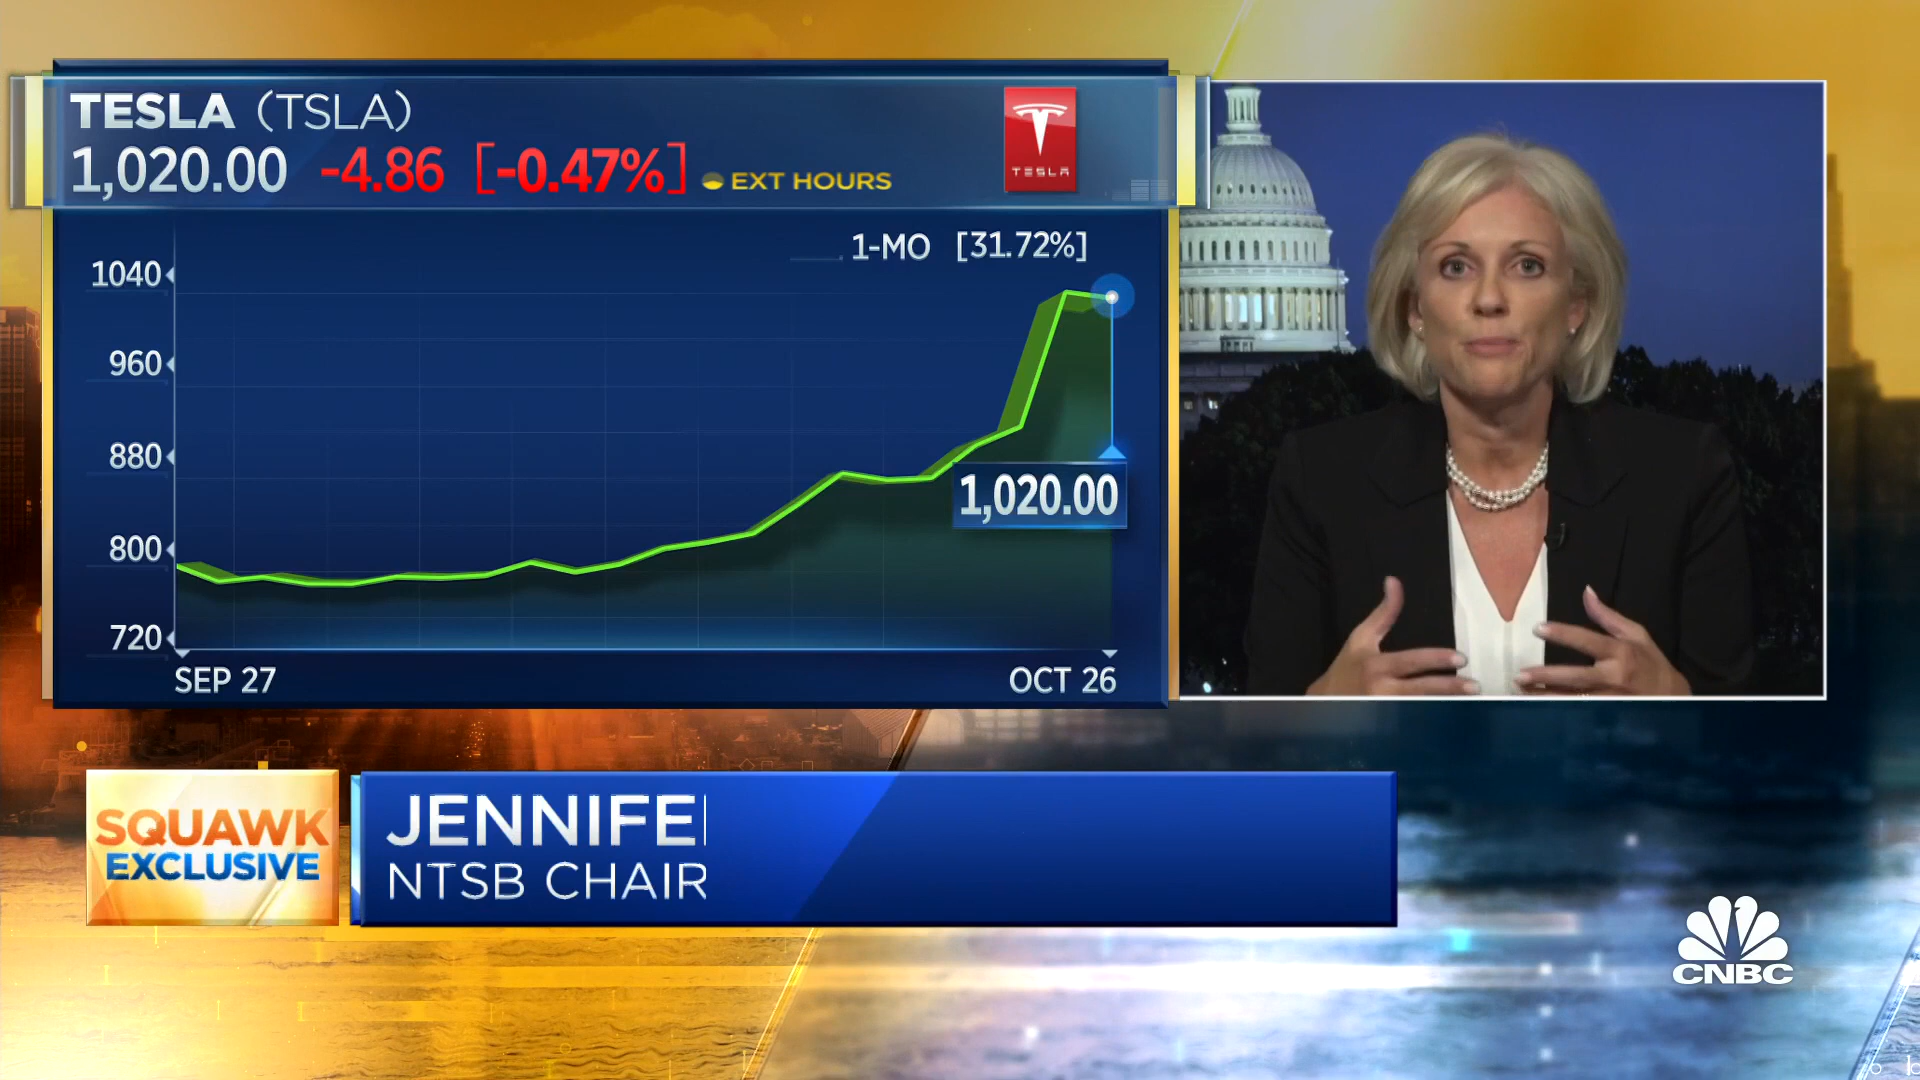 TESLA (TSLA)
1,020.00 -4.86 [-0.47%] EXT HOURS
TESLA
1-MO [31.72%]
1040
960
880
800
720
1,020.00
SEP 27
OCT 26
SQUAWK
EXCLUSIVE
JENNIFE
NTSB CHAIR
CNBC